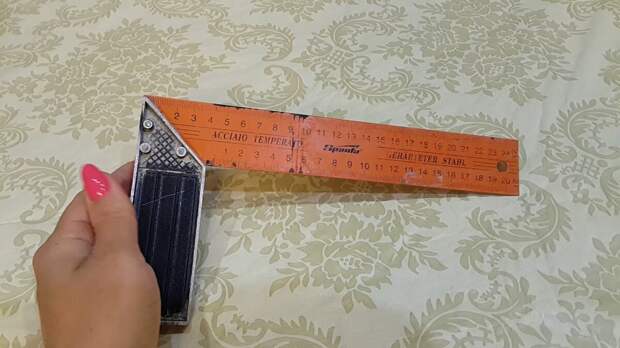 2 3 4 5 6 7 8 9 10 11 12 13 14 15 16 17 18 19 20 21 22 23 24
ACCIAIO TEMPERATO Sparta GEHARTETER STAHL
1 2 3 4 5 6 7 8 9 10 11 12 13 14 15 16 17 18 19 20